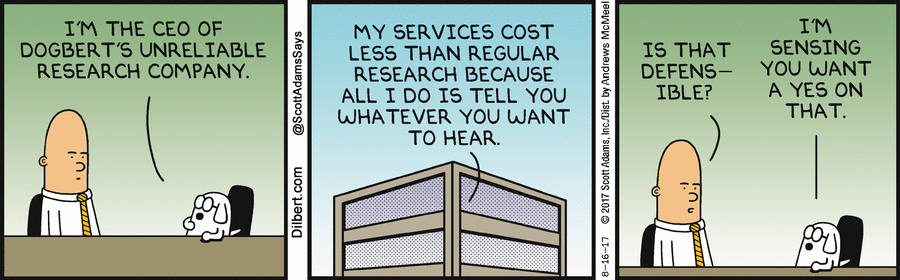 I'M THE CEO OF
DOGBERT'S UNRELIABLE
RESEARCH COMPANY.
Dilbert.com @ScottAdamsSays
MY SERVICES COST
LESS THAN REGULAR
RESEARCH BECAUSE
ALL I DO IS TELL YOU
WHATEVER YOU WANT
TO HEAR.
8-16-17 © 2017 Scott Adams, Inc./Dist. by Andrews McMeel
IS THAT
DEFENS—
IBLE?
I'M
SENSING
YOU WANT
A YES ON
THAT.